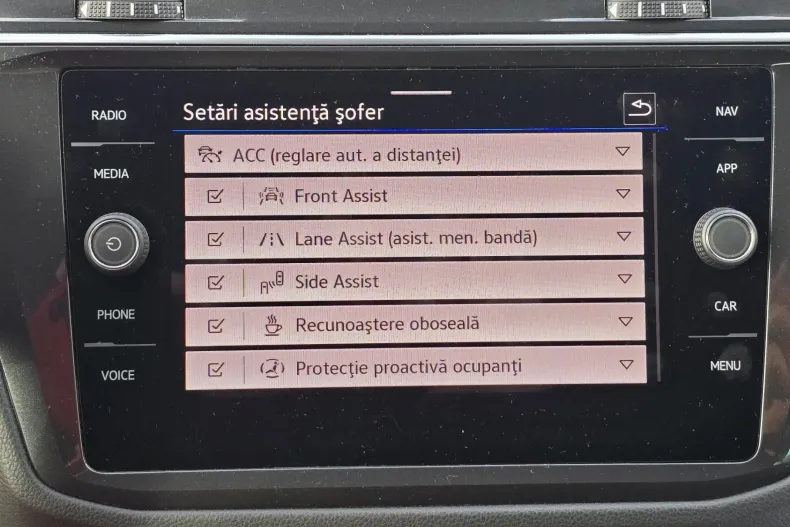 RADIO
MEDIA
PHONE
VOICE
Setări asistenţă şofer
ACC (reglare aut. a distanţei)
Front Assist
Lane Assist (asist. men. bandă)
Side Assist
Recunoaştere oboseală
Protecţie proactivă ocupanţi
NAV
APP
CAR
MENU